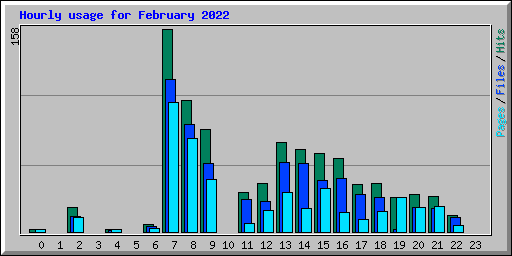 Hourly usage for February 2022
158
Pages / Files / Hits
0 1 2 3 4 5 6 7 8 9 10 11 12 13 14 15 16 17 18 19 20 21 22 23